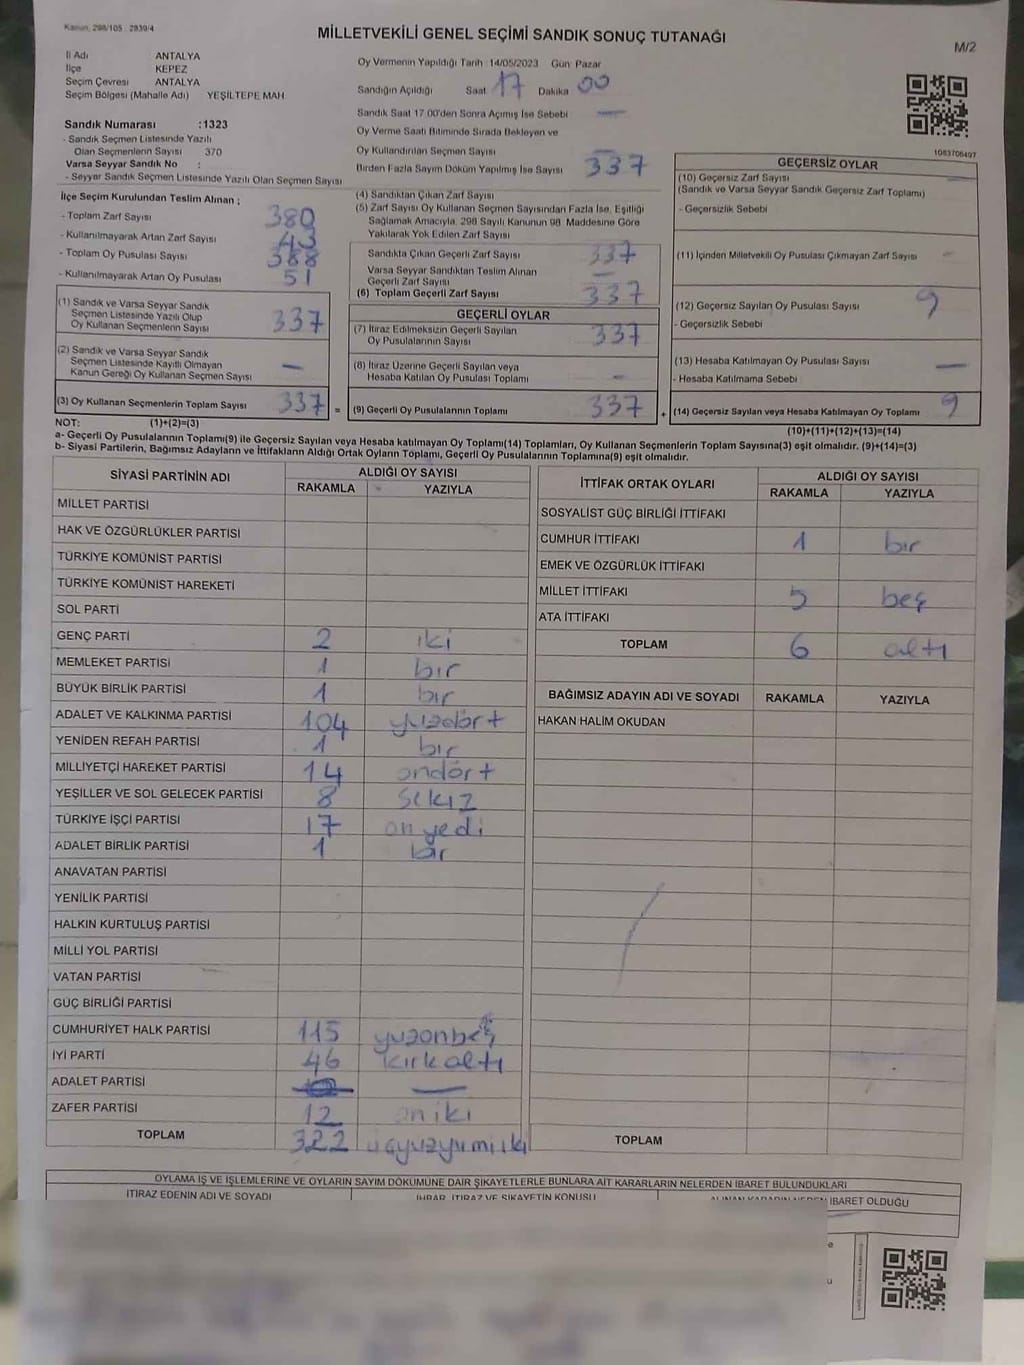 Kanun: 298/105 : 2839/4
MİLLETVEKİLİ GENEL SEÇİMİ SANDIK SONUÇ TUTANAĞI
M/2
İl Adı ANTALYA
İlçe KEPEZ
Seçim Çevresi ANTALYA
Seçim Bölgesi (Mahalle Adı) YEŞİLTEPE MAH
Sandık Numarası :1323
- Sandık Seçmen Listesinde Yazılı
Olan Seçmenlerin Sayısı 370
Varsa Seyyar Sandık No :
- Seyyar Sandık Seçmen Listesinde Yazılı Olan Seçmen Sayısı
İlçe Seçim Kurulundan Teslim Alınan ;
- Toplam Zarf Sayısı 380
- Kullanılmayarak Artan Zarf Sayısı 43
- Toplam Oy Pusulası Sayısı 388
- Kullanılmayarak Artan Oy Pusulası 51
(1) Sandık ve Varsa Seyyar Sandık
Seçmen Listesinde Yazılı Olup
Oy Kullanan Seçmenlerin Sayısı 337
(2) Sandık ve Varsa Seyyar Sandık
Seçmen Listesinde Kayıtlı Olmayan
Kanun Gereği Oy Kullanan Seçmen Sayısı —
(3) Oy Kullanan Seçmenlerin Toplam Sayısı 337 =
Oy Vermenin Yapıldığı Tarih : 14/05/2023 Gün: Pazar
Sandığın Açıldığı Saat 17 Dakika 00
Sandık Saat 17.00'den Sonra Açılmış İse Sebebi —
Oy Verme Saati Bitiminde Sırada Bekleyen ve
Oy Kullandırılan Seçmen Sayısı —
Birden Fazla Sayım Döküm Yapılmış İse Sayısı
(4) Sandıktan Çıkan Zarf Sayısı 337
(5) Zarf Sayısı Oy Kullanan Seçmen Sayısından Fazla İse, Eşitliği
Sağlamak Amacıyla, 298 Sayılı Kanunun 98. Maddesine Göre
Yakılarak Yok Edilen Zarf Sayısı
Sandıkta Çıkan Geçerli Zarf Sayısı 337
Varsa Seyyar Sandıktan Teslim Alınan
Geçerli Zarf Sayısı —
(6) Toplam Geçerli Zarf Sayısı 337
GEÇERLİ OYLAR
(7) İtiraz Edilmeksizin Geçerli Sayılan
Oy Pusulalarının Sayısı 337
(8) İtiraz Üzerine Geçerli Sayılan veya
Hesaba Katılan Oy Pusulası Toplamı -
(9) Geçerli Oy Pusulalarının Toplamı 337 +
1083706497
GEÇERSİZ OYLAR
(10) Geçersiz Zarf Sayısı —
(Sandık ve Varsa Seyyar Sandık Geçersiz Zarf Toplamı)
- Geçersizlik Sebebi
(11) İçinden Milletvekili Oy Pusulası Çıkmayan Zarf Sayısı -
(12) Geçersiz Sayılan Oy Pusulası Sayısı 9
- Geçersizlik Sebebi
(13) Hesaba Katılmayan Oy Pusulası Sayısı —
- Hesaba Katılmama Sebebi
(14) Geçersiz Sayılan veya Hesaba Katılmayan Oy Toplamı 9
NOT: (1)+(2)=(3) (10)+(11)+(12)+(13)=(14)
a- Geçerli Oy Pusulalarının Toplamı(9) ile Geçersiz Sayılan veya Hesaba katılmayan Oy Toplamı(14) Toplamları, Oy Kullanan Seçmenlerin Toplam Sayısına(3) eşit olmalıdır. (9)+(14)=(3)
b- Siyasi Partilerin, Bağımsız Adayların ve İttifakların Aldığı Ortak Oyların Toplamı, Geçerli Oy Pusulalarının Toplamına(9) eşit olmalıdır.
SİYASİ PARTİNİN ADI ALDIĞI OY SAYISI
RAKAMLA YAZIYLA
MİLLET PARTİSİ
HAK VE ÖZGÜRLÜKLER PARTİSİ
TÜRKİYE KOMÜNİST PARTİSİ
TÜRKİYE KOMÜNİST HAREKETİ
SOL PARTİ
GENÇ PARTİ 2 iki
MEMLEKET PARTİSİ 1 bir
BÜYÜK BİRLİK PARTİSİ 1 bir
ADALET VE KALKINMA PARTİSİ 104 yuzdört
YENİDEN REFAH PARTİSİ 1 bir
MİLLİYETÇİ HAREKET PARTİSİ 14 ondört
YEŞİLLER VE SOL GELECEK PARTİSİ 8 sekiz
TÜRKİYE İŞÇİ PARTİSİ 17 on yedi
ADALET BİRLİK PARTİSİ 1 bir
ANAVATAN PARTİSİ
YENİLİK PARTİSİ
HALKIN KURTULUŞ PARTİSİ
MİLLİ YOL PARTİSİ
VATAN PARTİSİ
GÜÇ BİRLİĞİ PARTİSİ
CUMHURİYET HALK PARTİSİ 115 yuzonbeş
İYİ PARTİ 46 kırkaltı
ADALET PARTİSİ —
ZAFER PARTİSİ 12 oniki
TOPLAM 322
İTTİFAK ORTAK OYLARI ALDIĞI OY SAYISI
RAKAMLA YAZIYLA
SOSYALİST GÜÇ BİRLİĞİ İTTİFAKI
CUMHUR İTTİFAKI 1 bir
EMEK VE ÖZGÜRLÜK İTTİFAKI
MİLLET İTTİFAKI 5 beş
ATA İTTİFAKI
TOPLAM 6 altı
BAĞIMSIZ ADAYIN ADI VE SOYADI RAKAMLA YAZIYLA
HAKAN HALİM OKUDAN
TOPLAM
OYLAMA İŞ VE İŞLEMLERİNE VE OYLARIN SAYIM DÖKÜMÜNE DAİR ŞİKAYETLERLE BUNLARA AİT KARARLARIN NELERDEN İBARET BULUNDUKLARI
İTİRAZ EDENİN ADI VE SOYADI İHBAR, İTİRAZ VE ŞİKAYETİN KONUSU ALINAN KARARIN NEDEN İBARET OLDUĞU